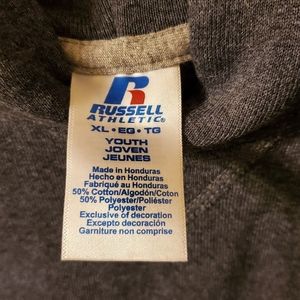 R
RUSSELL
ATHLETIC®
XL • EG • TG
YOUTH
JOVEN
JEUNES
Made in Honduras
Hecho en Honduras
Fabriqué au Honduras
50% Cotton/Algodón/Coton
50% Polyester/Poliéster
Polyester
Exclusive of decoration
Excepto decoración
Garniture non comprise